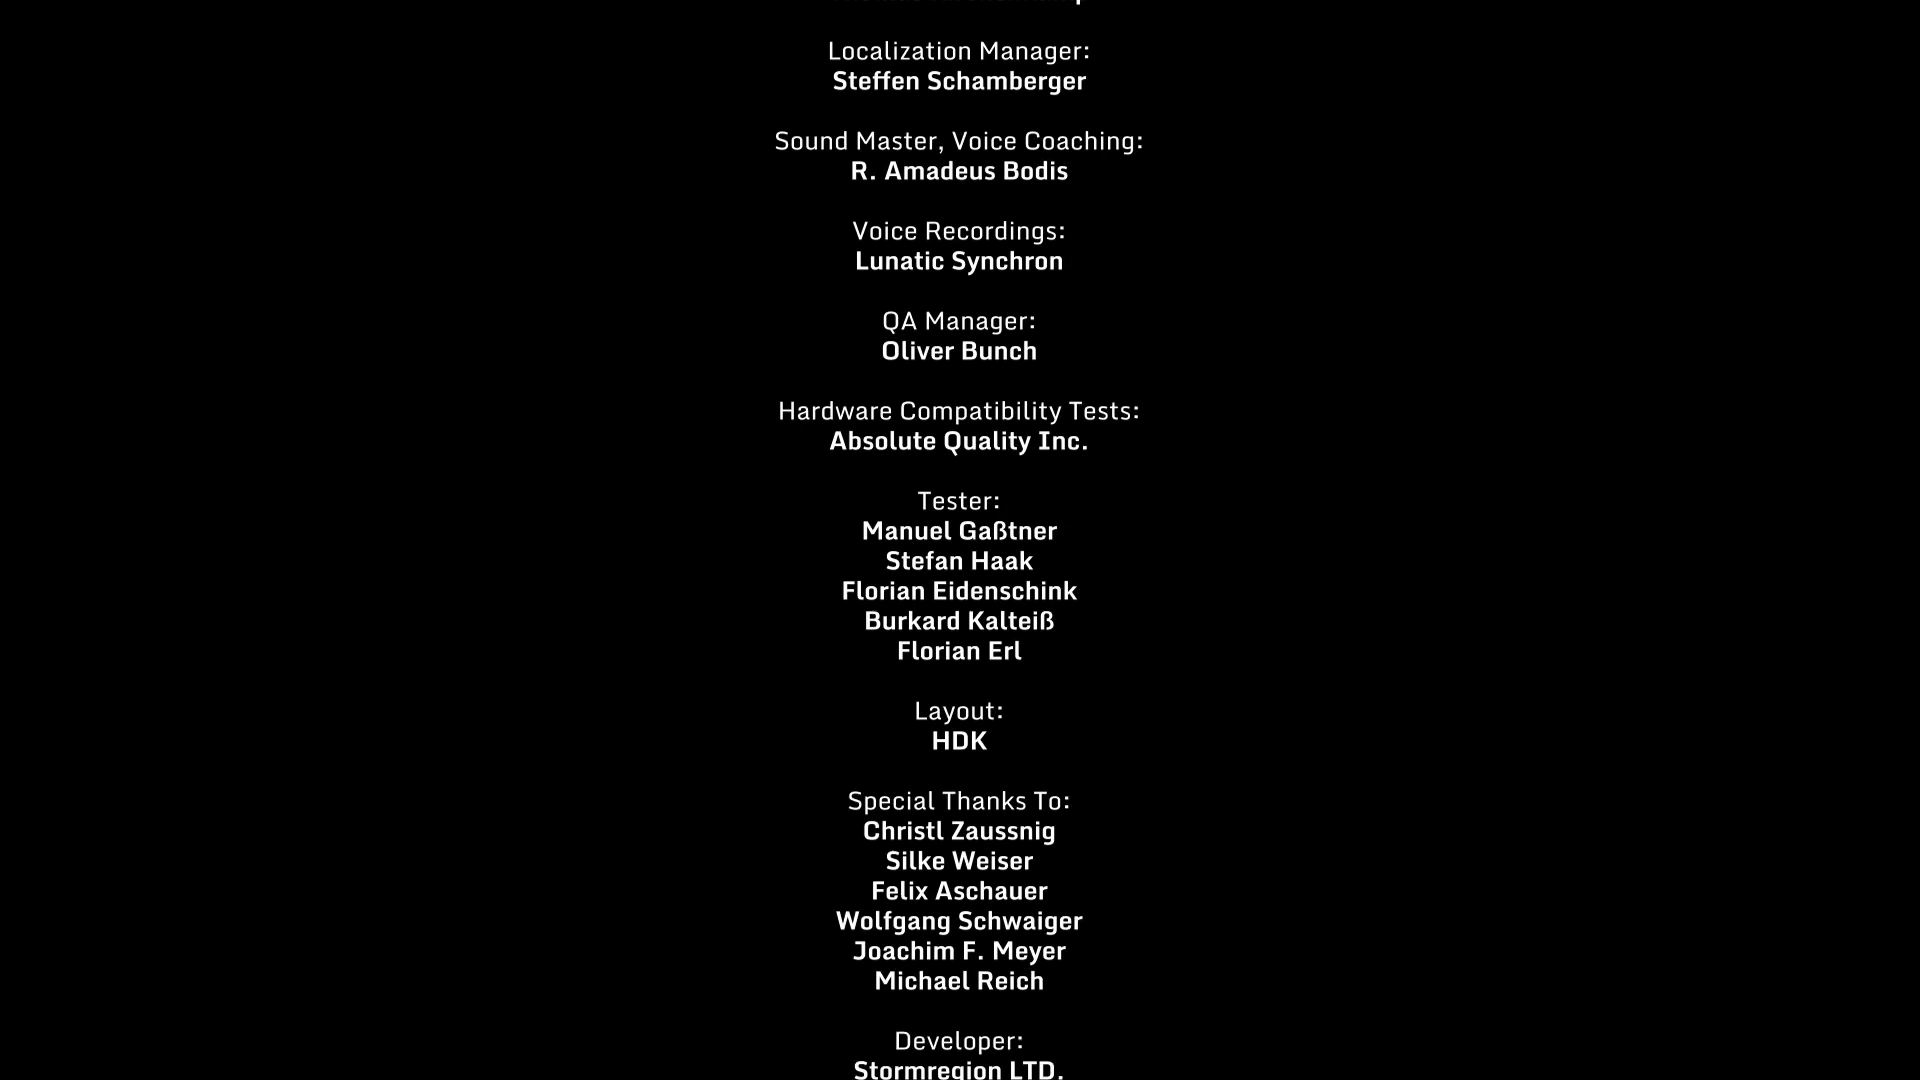 Localization Manager:
Steffen Schamberger
Sound Master, Voice Coaching:
R. Amadeus Bodis
Voice Recordings:
Lunatic Synchron
QA Manager:
Oliver Bunch
Hardware Compatibility Tests:
Absolute Quality Inc.
Tester:
Manuel Gaßtner
Stefan Haak
Florian Eidenschink
Burkard Kalteiß
Florian Erl
Layout:
HDK
Special Thanks To:
Christl Zaussnig
Silke Weiser
Felix Aschauer
Wolfgang Schwaiger
Joachim F. Meyer
Michael Reich
Developer:
Stormregion LTD.